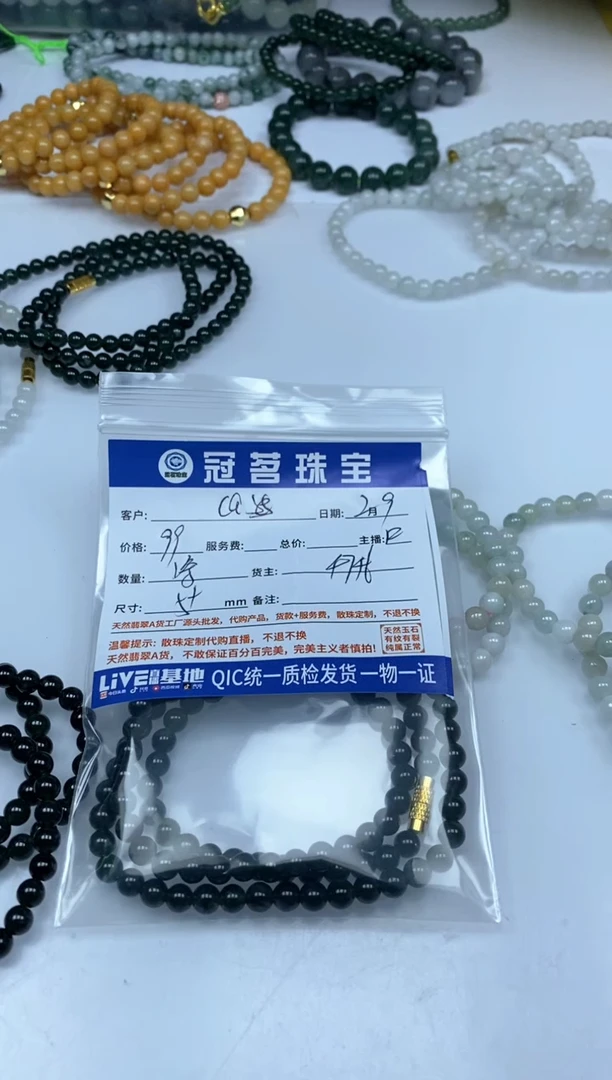 冠茗珠宝
客户: 日期: 2月9
价格: 99 服务费: 总价: 主播:
数量: 1条 货主:
尺寸: 5+ mm 备注:
天然翡翠A货工厂源头批发，代购产品，货款+服务费，散珠定制，不退不换
温馨提示: 散珠定制代购直播，不退不换
天然翡翠A货，不敢保证百分百完美，完美主义者慎拍!
天然玉石
有纹有裂
纯属正常
LiVE 基地 QIC统一质检发货一物一证